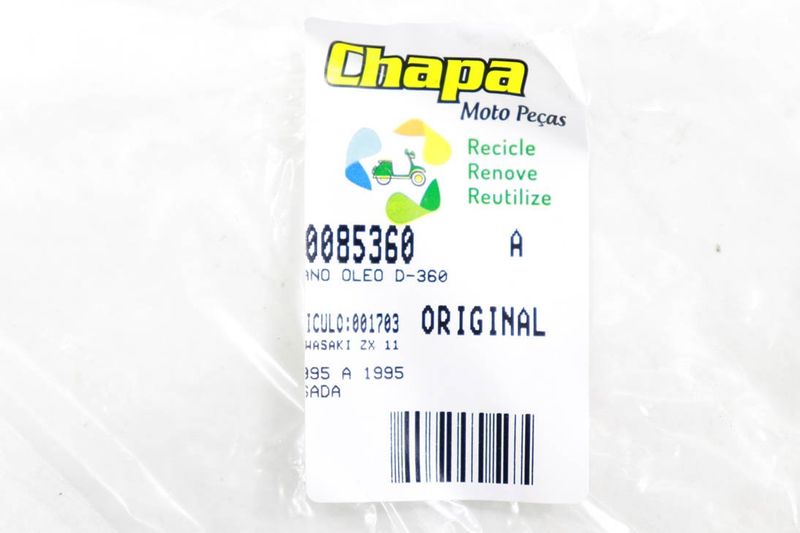 Chapa
Moto Peças
Recicle
Renove
Reutilize
0085360 A
ANO OLEO D-360
ICULO:001703 ORIGINAL
WASAKI ZX 11
995 A 1995
SADA